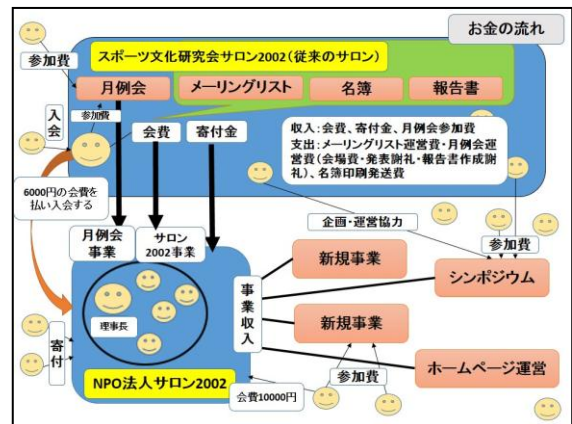 お金の流れ
スポーツ文化研究会サロン2002(従来のサロン)
参加費
月例会
メーリングリスト
名簿
報告書
入会
参加費
会費
寄付金
収入:会費、寄付金、月例会参加費
支出:メーリングリスト運営費・月例会運
営費(会場費・発表謝礼・報告書作成謝
礼)、名簿印刷発送費
6000円の会費を
払い入会する
企画・運営協力
参加費
月例会
事業
サロン
2002事業
新規事業
シンポジウム
事業収入
理事長
新規事業
寄付
参加費
ホームページ運営
NPO法人サロン2002
会費10000円